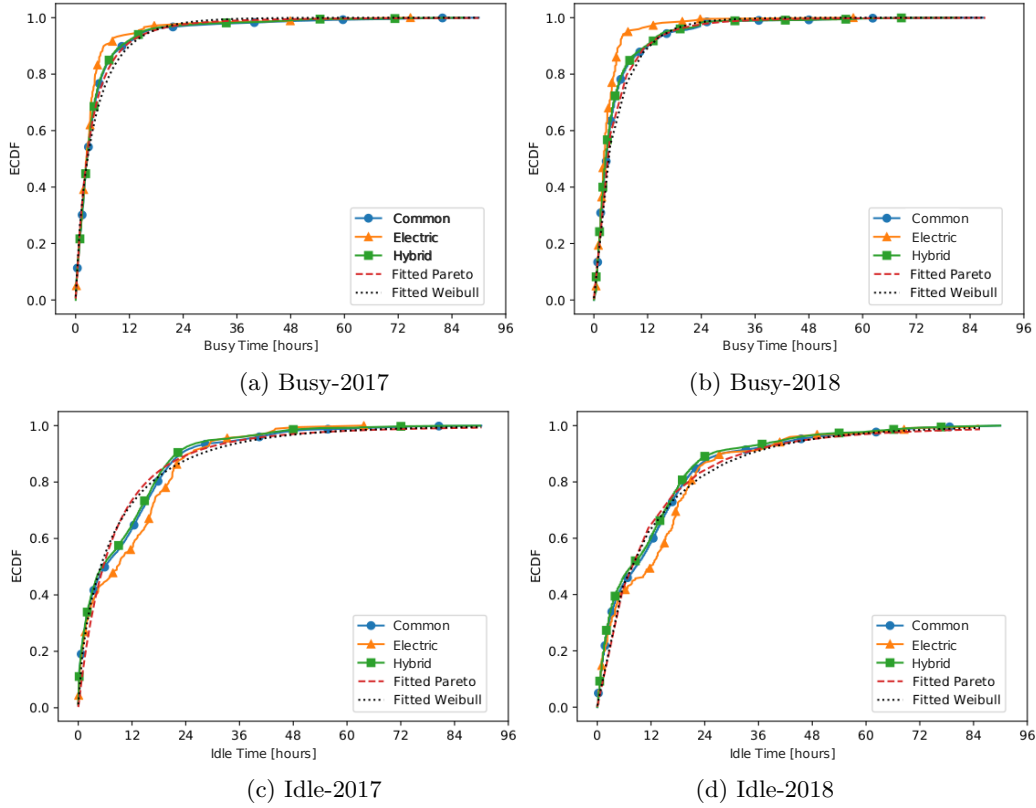 1.0
0.8
0.6
0.4
0.2
0.0
ECDF
Common
Electric
Hybrid
Fitted Pareto
Fitted Weibull
0 12 24 36 48 60 72 84 96
Busy Time [hours]
(a) Busy-2017
1.0
0.8
0.6
0.4
0.2
0.0
ECDF
Common
Electric
Hybrid
Fitted Pareto
Fitted Weibull
0 12 24 36 48 60 72 84 96
Busy Time [hours]
(b) Busy-2018
1.0
0.8
0.6
0.4
0.2
0.0
ECDF
Common
Electric
Hybrid
Fitted Pareto
Fitted Weibull
0 12 24 36 48 60 72 84 96
Idle Time [hours]
(c) Idle-2017
1.0
0.8
0.6
0.4
0.2
0.0
ECDF
Common
Electric
Hybrid
Fitted Pareto
Fitted Weibull
0 12 24 36 48 60 72 84 96
Idle Time [hours]
(d) Idle-2018